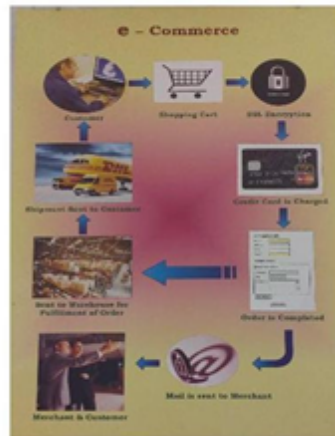 e - Commerce
Customer
Shopping Cart
SSL Encryption
Credit Card is Charged
Shipment Sent to Customer
Sent to Warehouse for
Fulfillment of Order
Order is Completed
Mail is sent to Merchant
Merchant & Customer